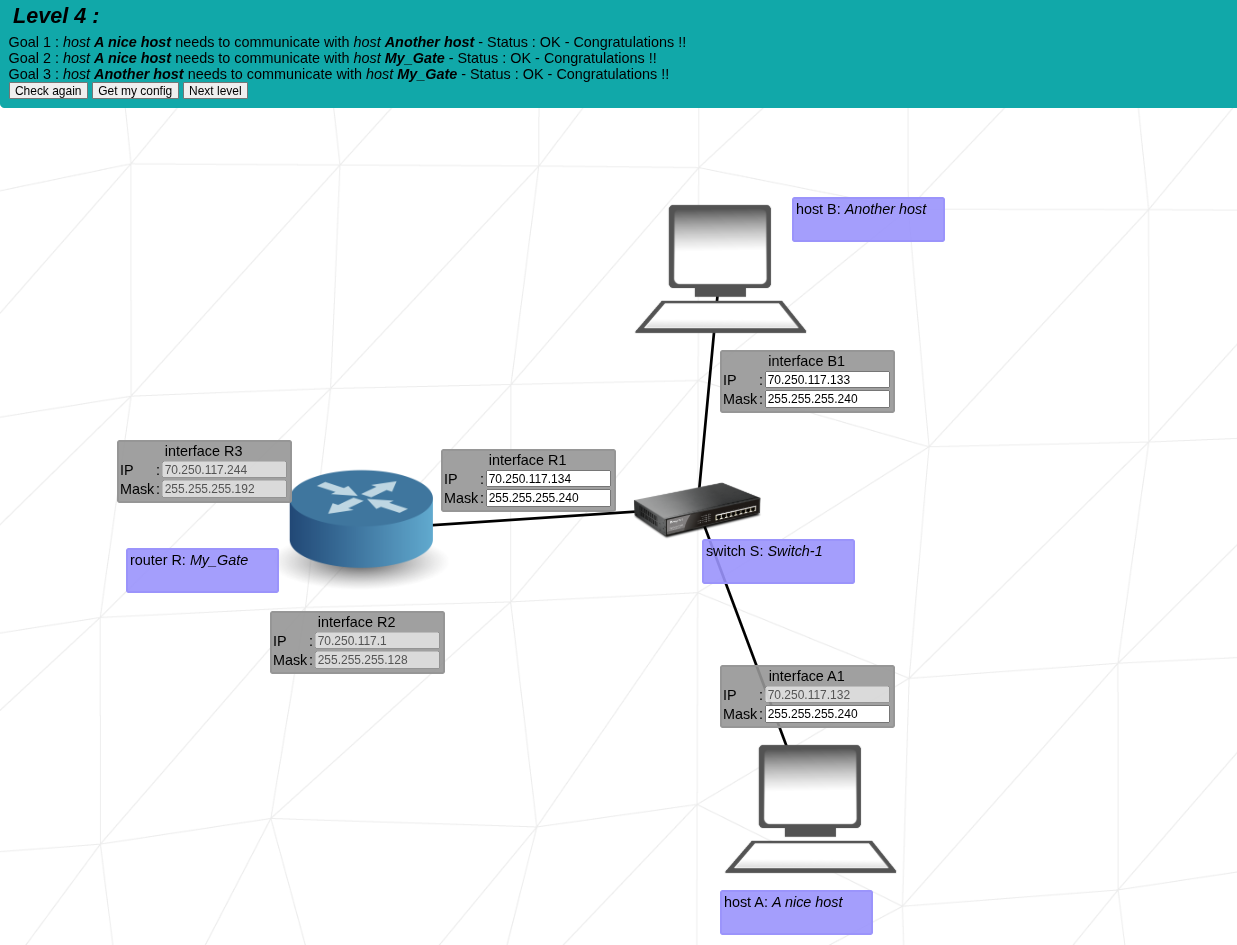 Level 4 :
Goal 1 : host A nice host needs to communicate with host Another host - Status : OK - Congratulations !!
Goal 2 : host A nice host needs to communicate with host My_Gate - Status : OK - Congratulations !!
Goal 3 : host Another host needs to communicate with host My_Gate - Status : OK - Congratulations !!
Check again Get my config Next level
host B: Another host
interface B1
IP : 70.250.117.133
Mask : 255.255.255.240
interface R3
IP : 70.250.117.244
Mask : 255.255.255.192
interface R1
IP : 70.250.117.134
Mask : 255.255.255.240
router R: My_Gate
switch S: Switch-1
interface R2
IP : 70.250.117.1
Mask : 255.255.255.128
interface A1
IP : 70.250.117.132
Mask : 255.255.255.240
host A: A nice host